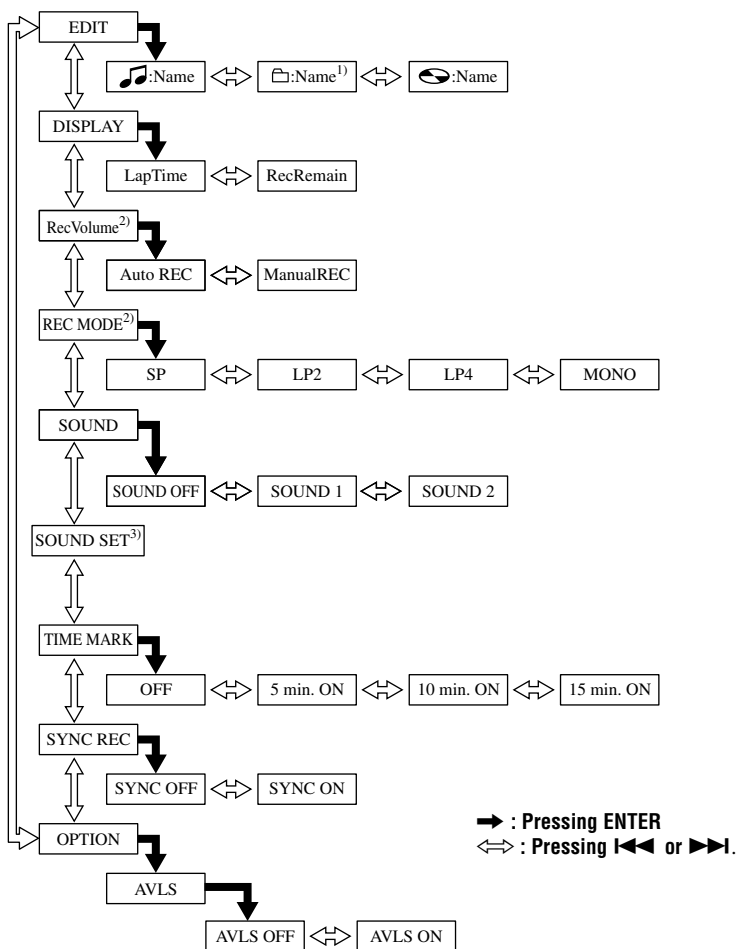 EDIT
:Name
:Name1)
:Name
DISPLAY
LapTime
RecRemain
RecVolume2)
Auto REC
ManualREC
REC MODE2)
SP
LP2
LP4
MONO
SOUND
SOUND OFF
SOUND 1
SOUND 2
SOUND SET3)
TIME MARK
OFF
5 min. ON
10 min. ON
15 min. ON
SYNC REC
SYNC OFF
SYNC ON
: Pressing ENTER
: Pressing or .
OPTION
AVLS
AVLS OFF
AVLS ON